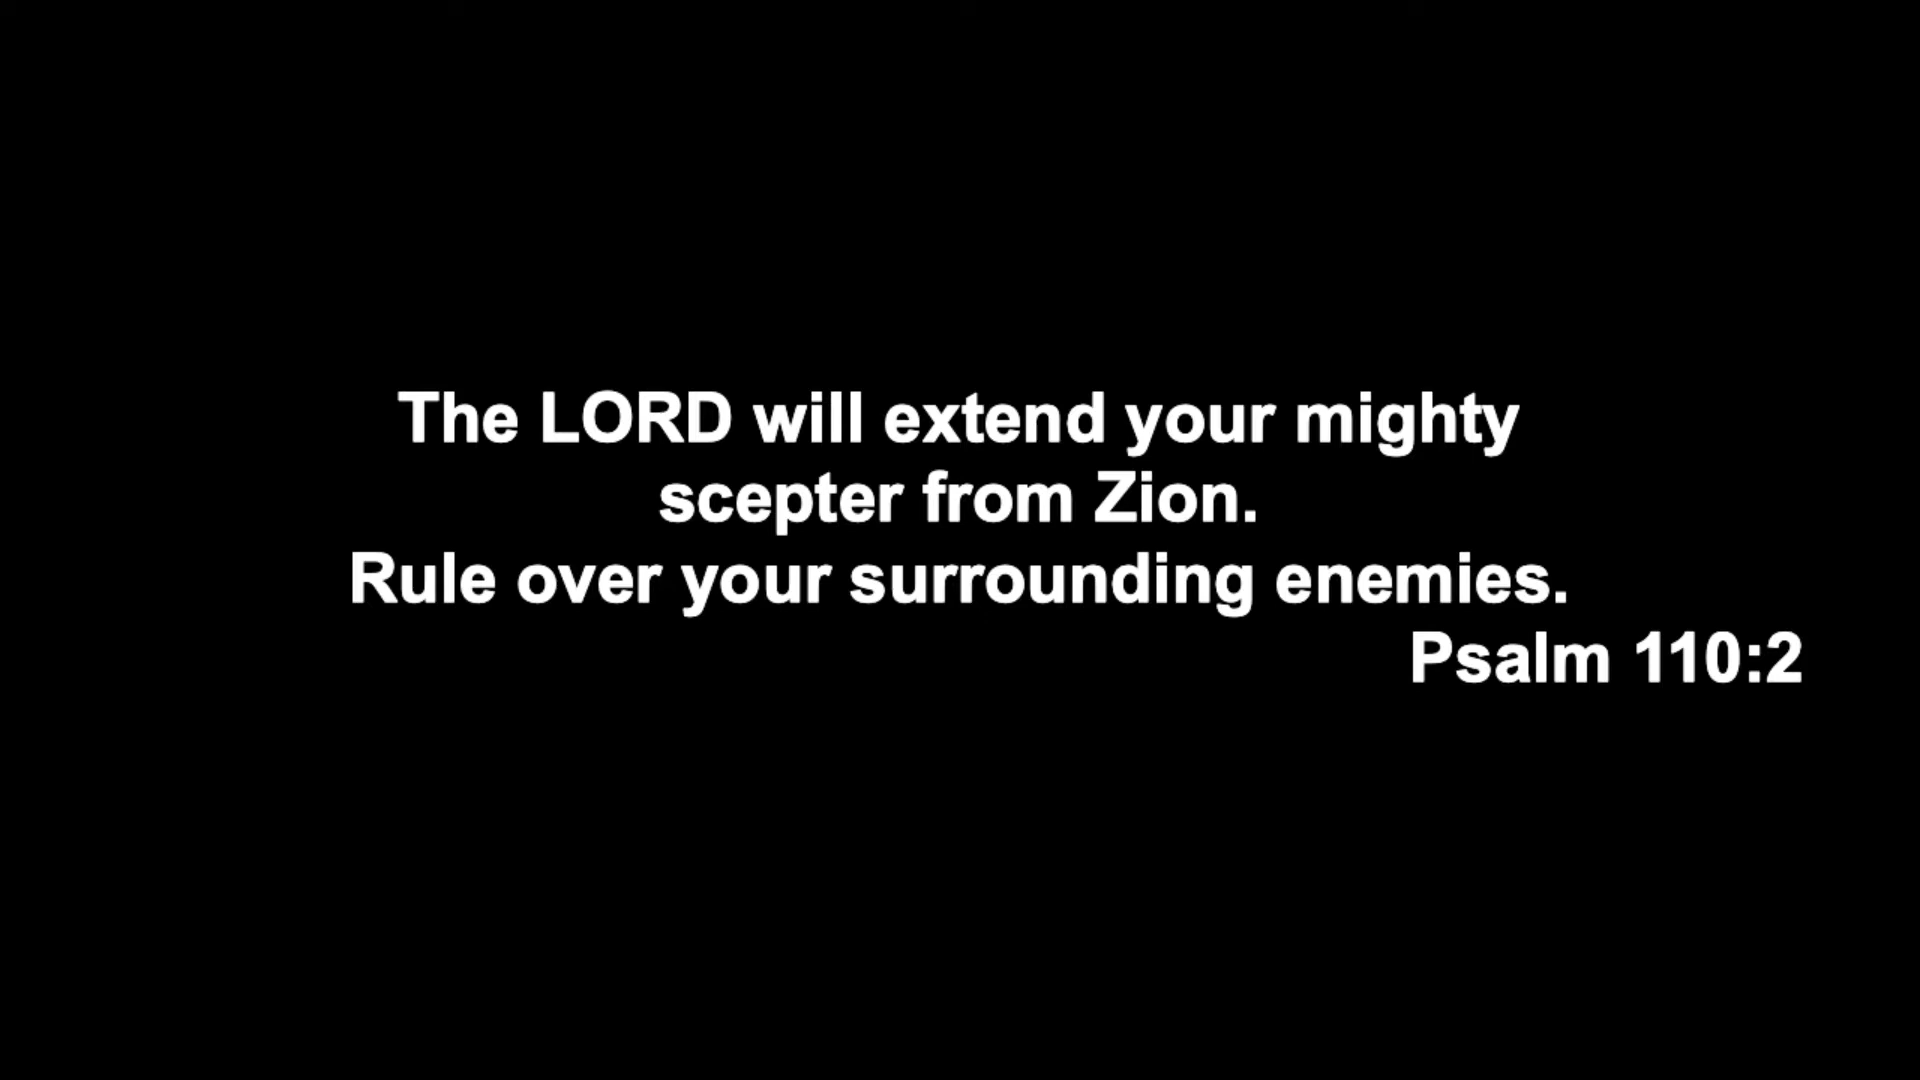 The LORD will extend your mighty
scepter from Zion.
Rule over your surrounding enemies.
Psalm 110:2